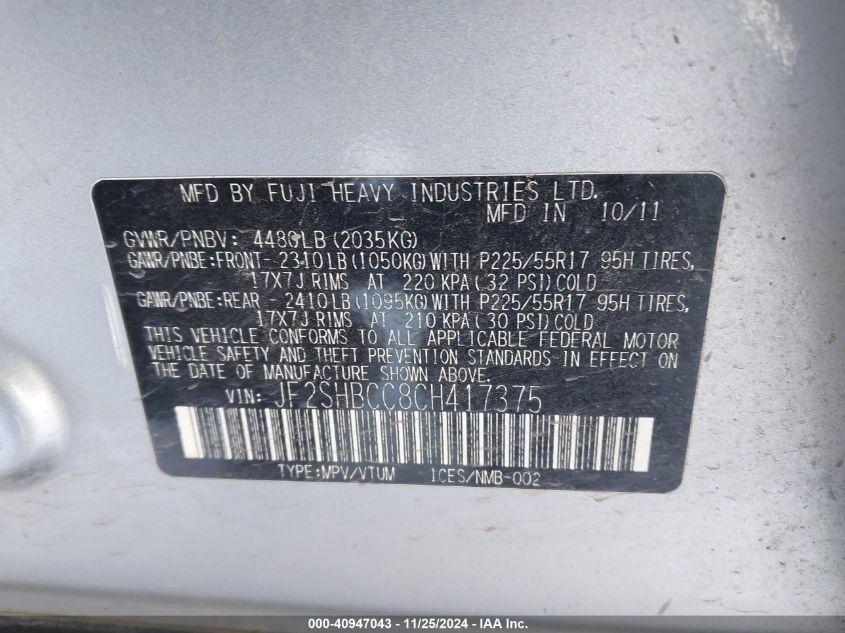 MFD BY FUJI HEAVY INDUSTRIES LTD.
MFD IN 10/11
GVWR/PNBV: 4480LB(2035KG)
GAWR/PNBE:FRONT- 2310LB(1050KG)WITH P225/55R17 95H TIRES,
17X7J RIMS AT 220 KPA( 32 PSI)COLD
GAWR/PNBE:REAR - 2410LB(1095KG)WITH P225/55R17 95H TIRES,
17X7J RIMS AT 210 KPA( 30 PSI)COLD
THIS VEHICLE CONFORMS TO ALL APPLICABLE FEDERAL MOTOR
VEHICLE SAFETY AND THEFT PREVENTION STANDARDS IN EFFECT ON
THE DATE OF MANUFACTURE SHOWN ABOVE.
VIN: JF2SHBCC8CH417375
TYPE:MPV/VTUM ICES/NMB-002
000-40947043 - 11/25/2024 - IAA Inc.